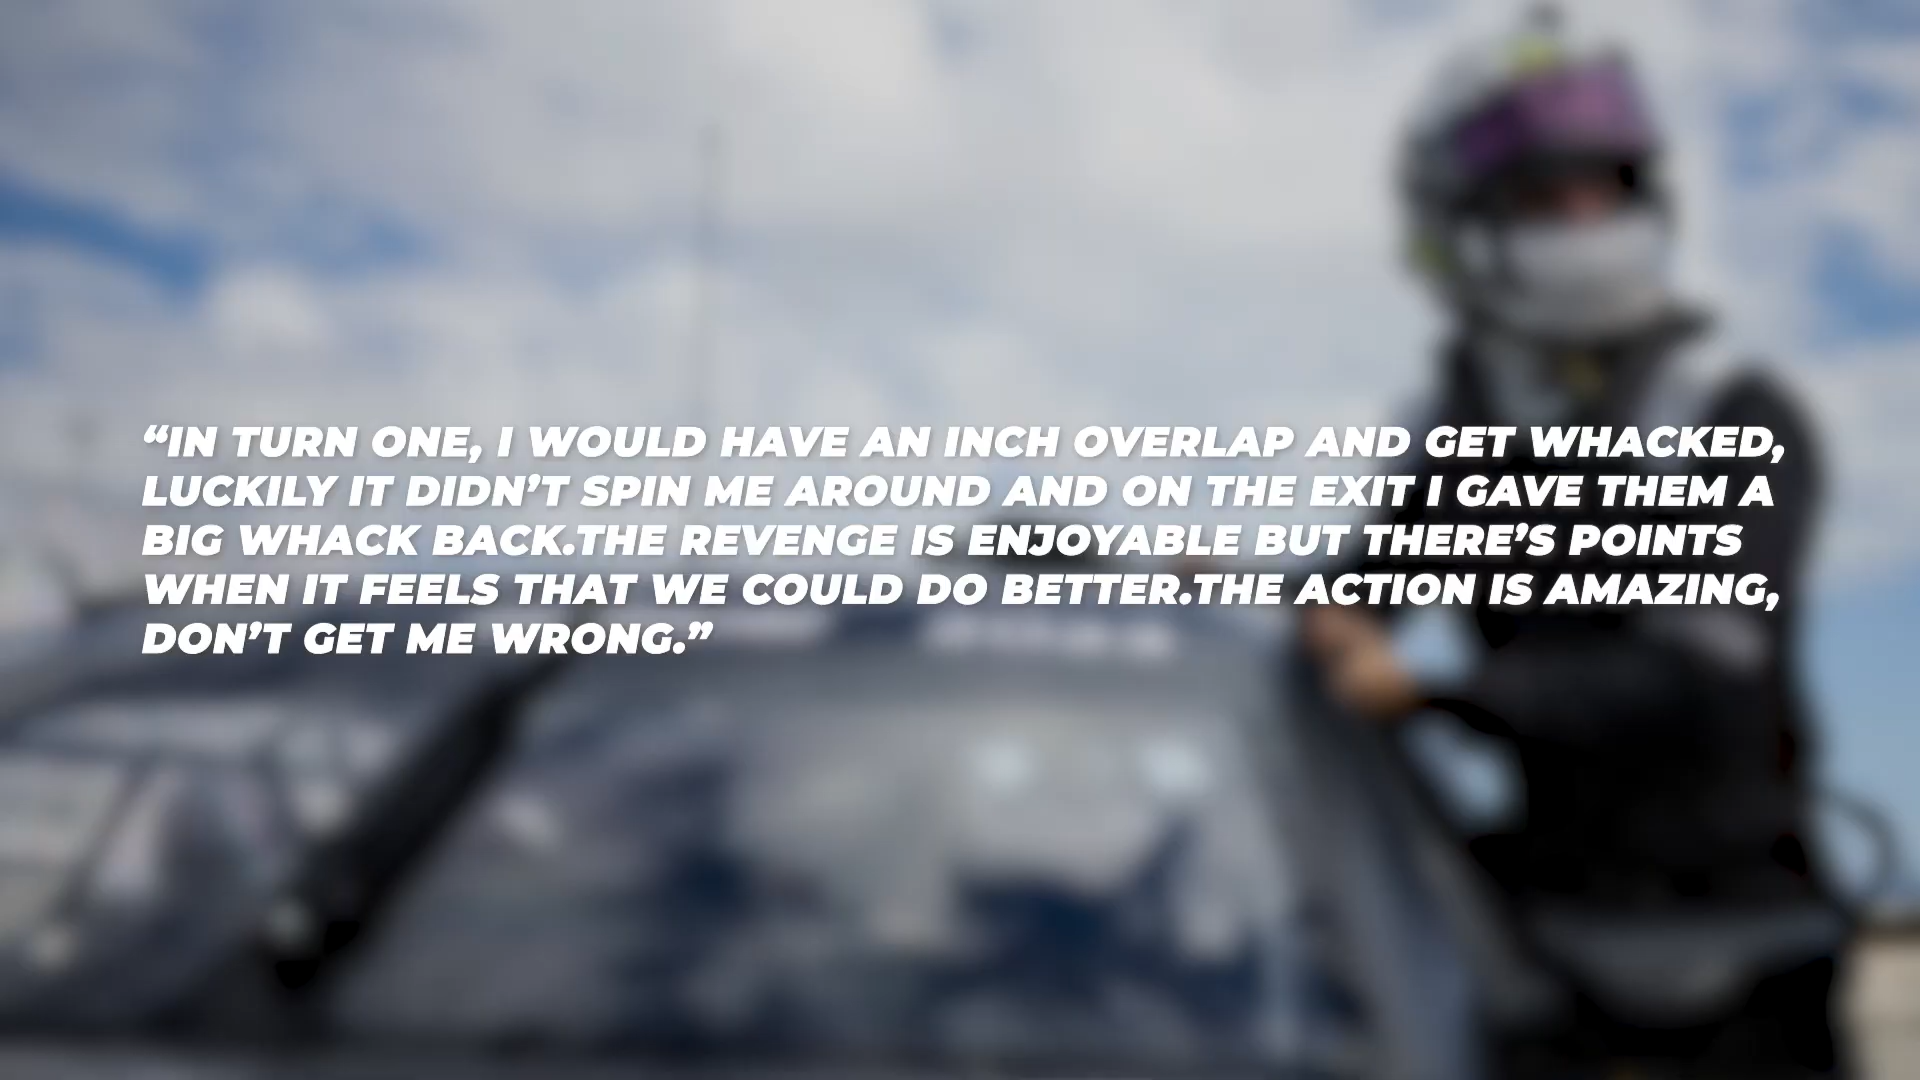 “IN TURN ONE, I WOULD HAVE AN INCH OVERLAP AND GET WHACKED,
LUCKILY IT DIDN’T SPIN ME AROUND AND ON THE EXIT I GAVE THEM A
BIG WHACK BACK.THE REVENGE IS ENJOYABLE BUT THERE’S POINTS
WHEN IT FEELS THAT WE COULD DO BETTER.THE ACTION IS AMAZING,
DON’T GET ME WRONG.”